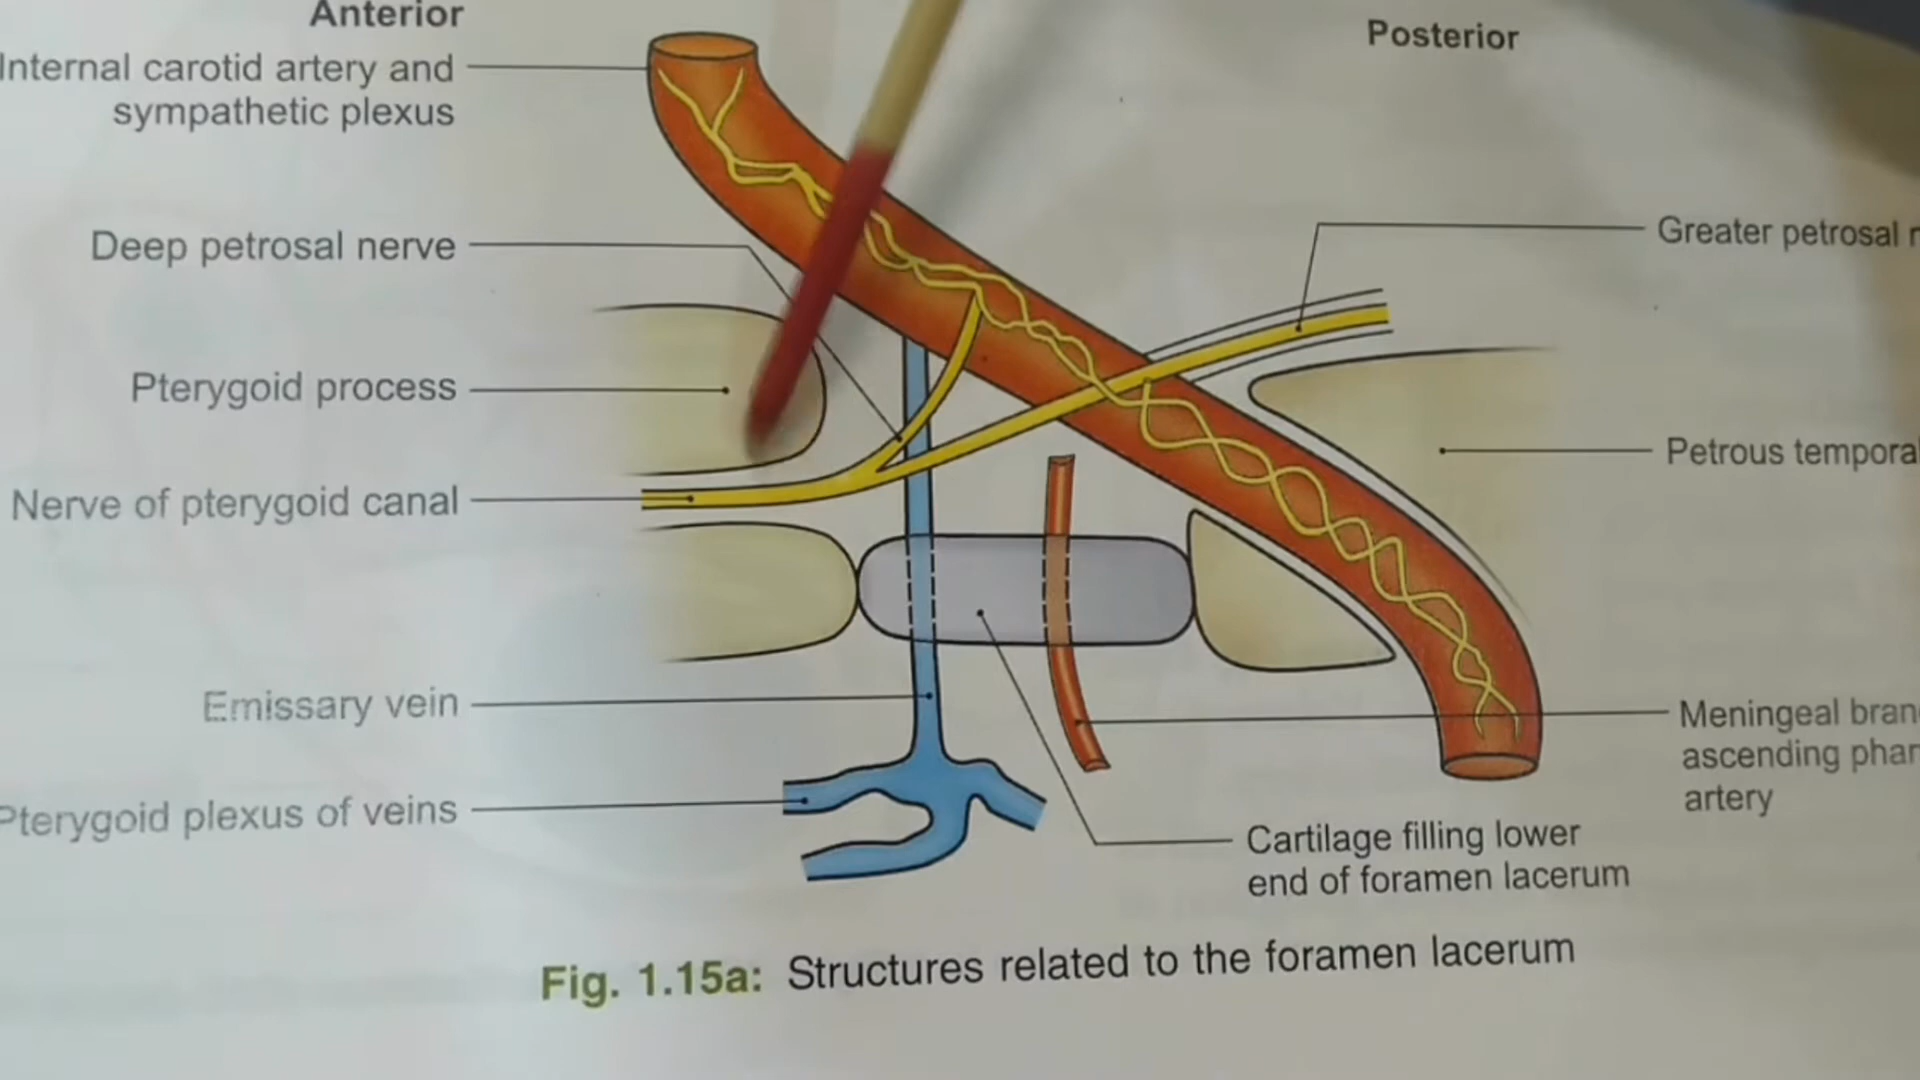 Anterior
Posterior
Internal carotid artery and
sympathetic plexus
Deep petrosal nerve
Greater petrosal
Pterygoid process
Petrous
Nerve of pterygoid canal
Emissary vein
Meningeal
ascending
artery
Pterygoid plexus of veins
Cartilage filling lower
end of foramen lacerum
Fig. 1.15a: Structures related to the foramen lacerum